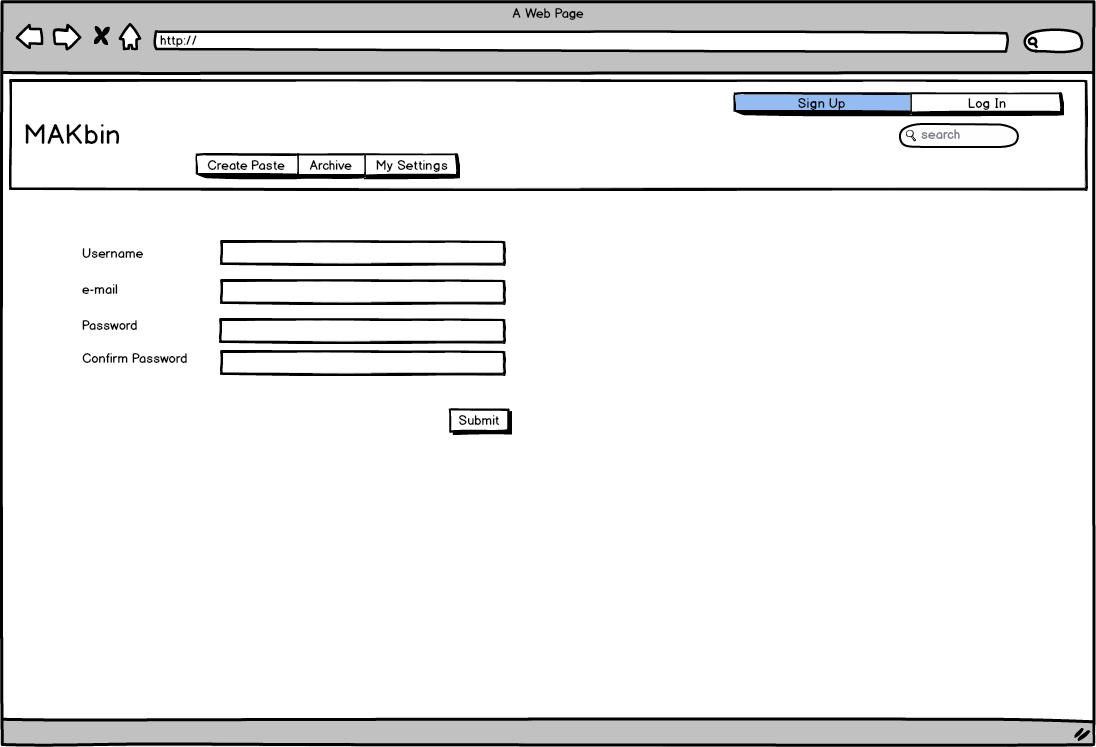 A Web Page
http://
Sign Up Log In
MAKbin
search
Create Paste Archive My Settings
Username
e-mail
Password
Confirm Password
Submit